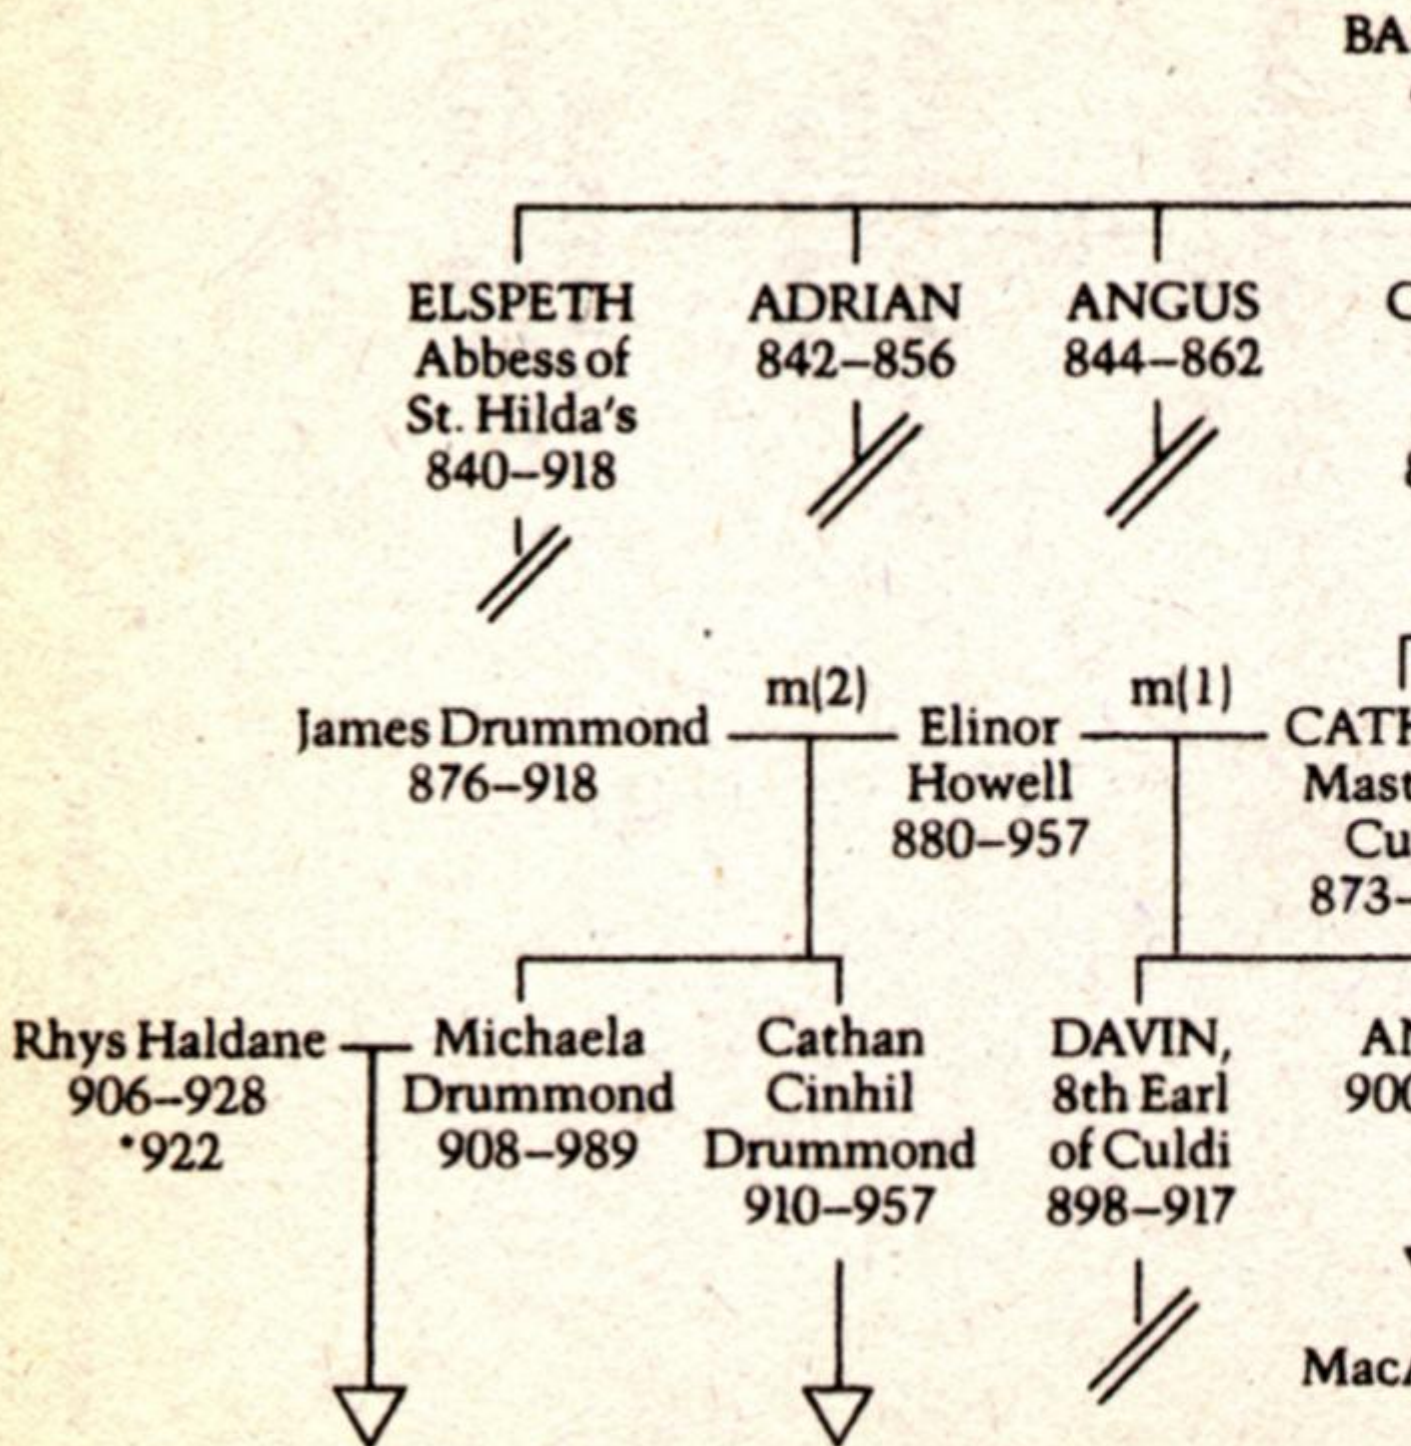 ELSPETH
Abbess of
St. Hilda's
840–918
ADRIAN
842–856
ANGUS
844–862
James Drummond
876–918
m(2)
Elinor
Howell
880–957
m(1)
873–
Rhys Haldane
906–928
*922
Michaela
Drummond
908–989
Cathan
Cinhil
Drummond
910–957
DAVIN,
8th Earl
of Culdi
898–917